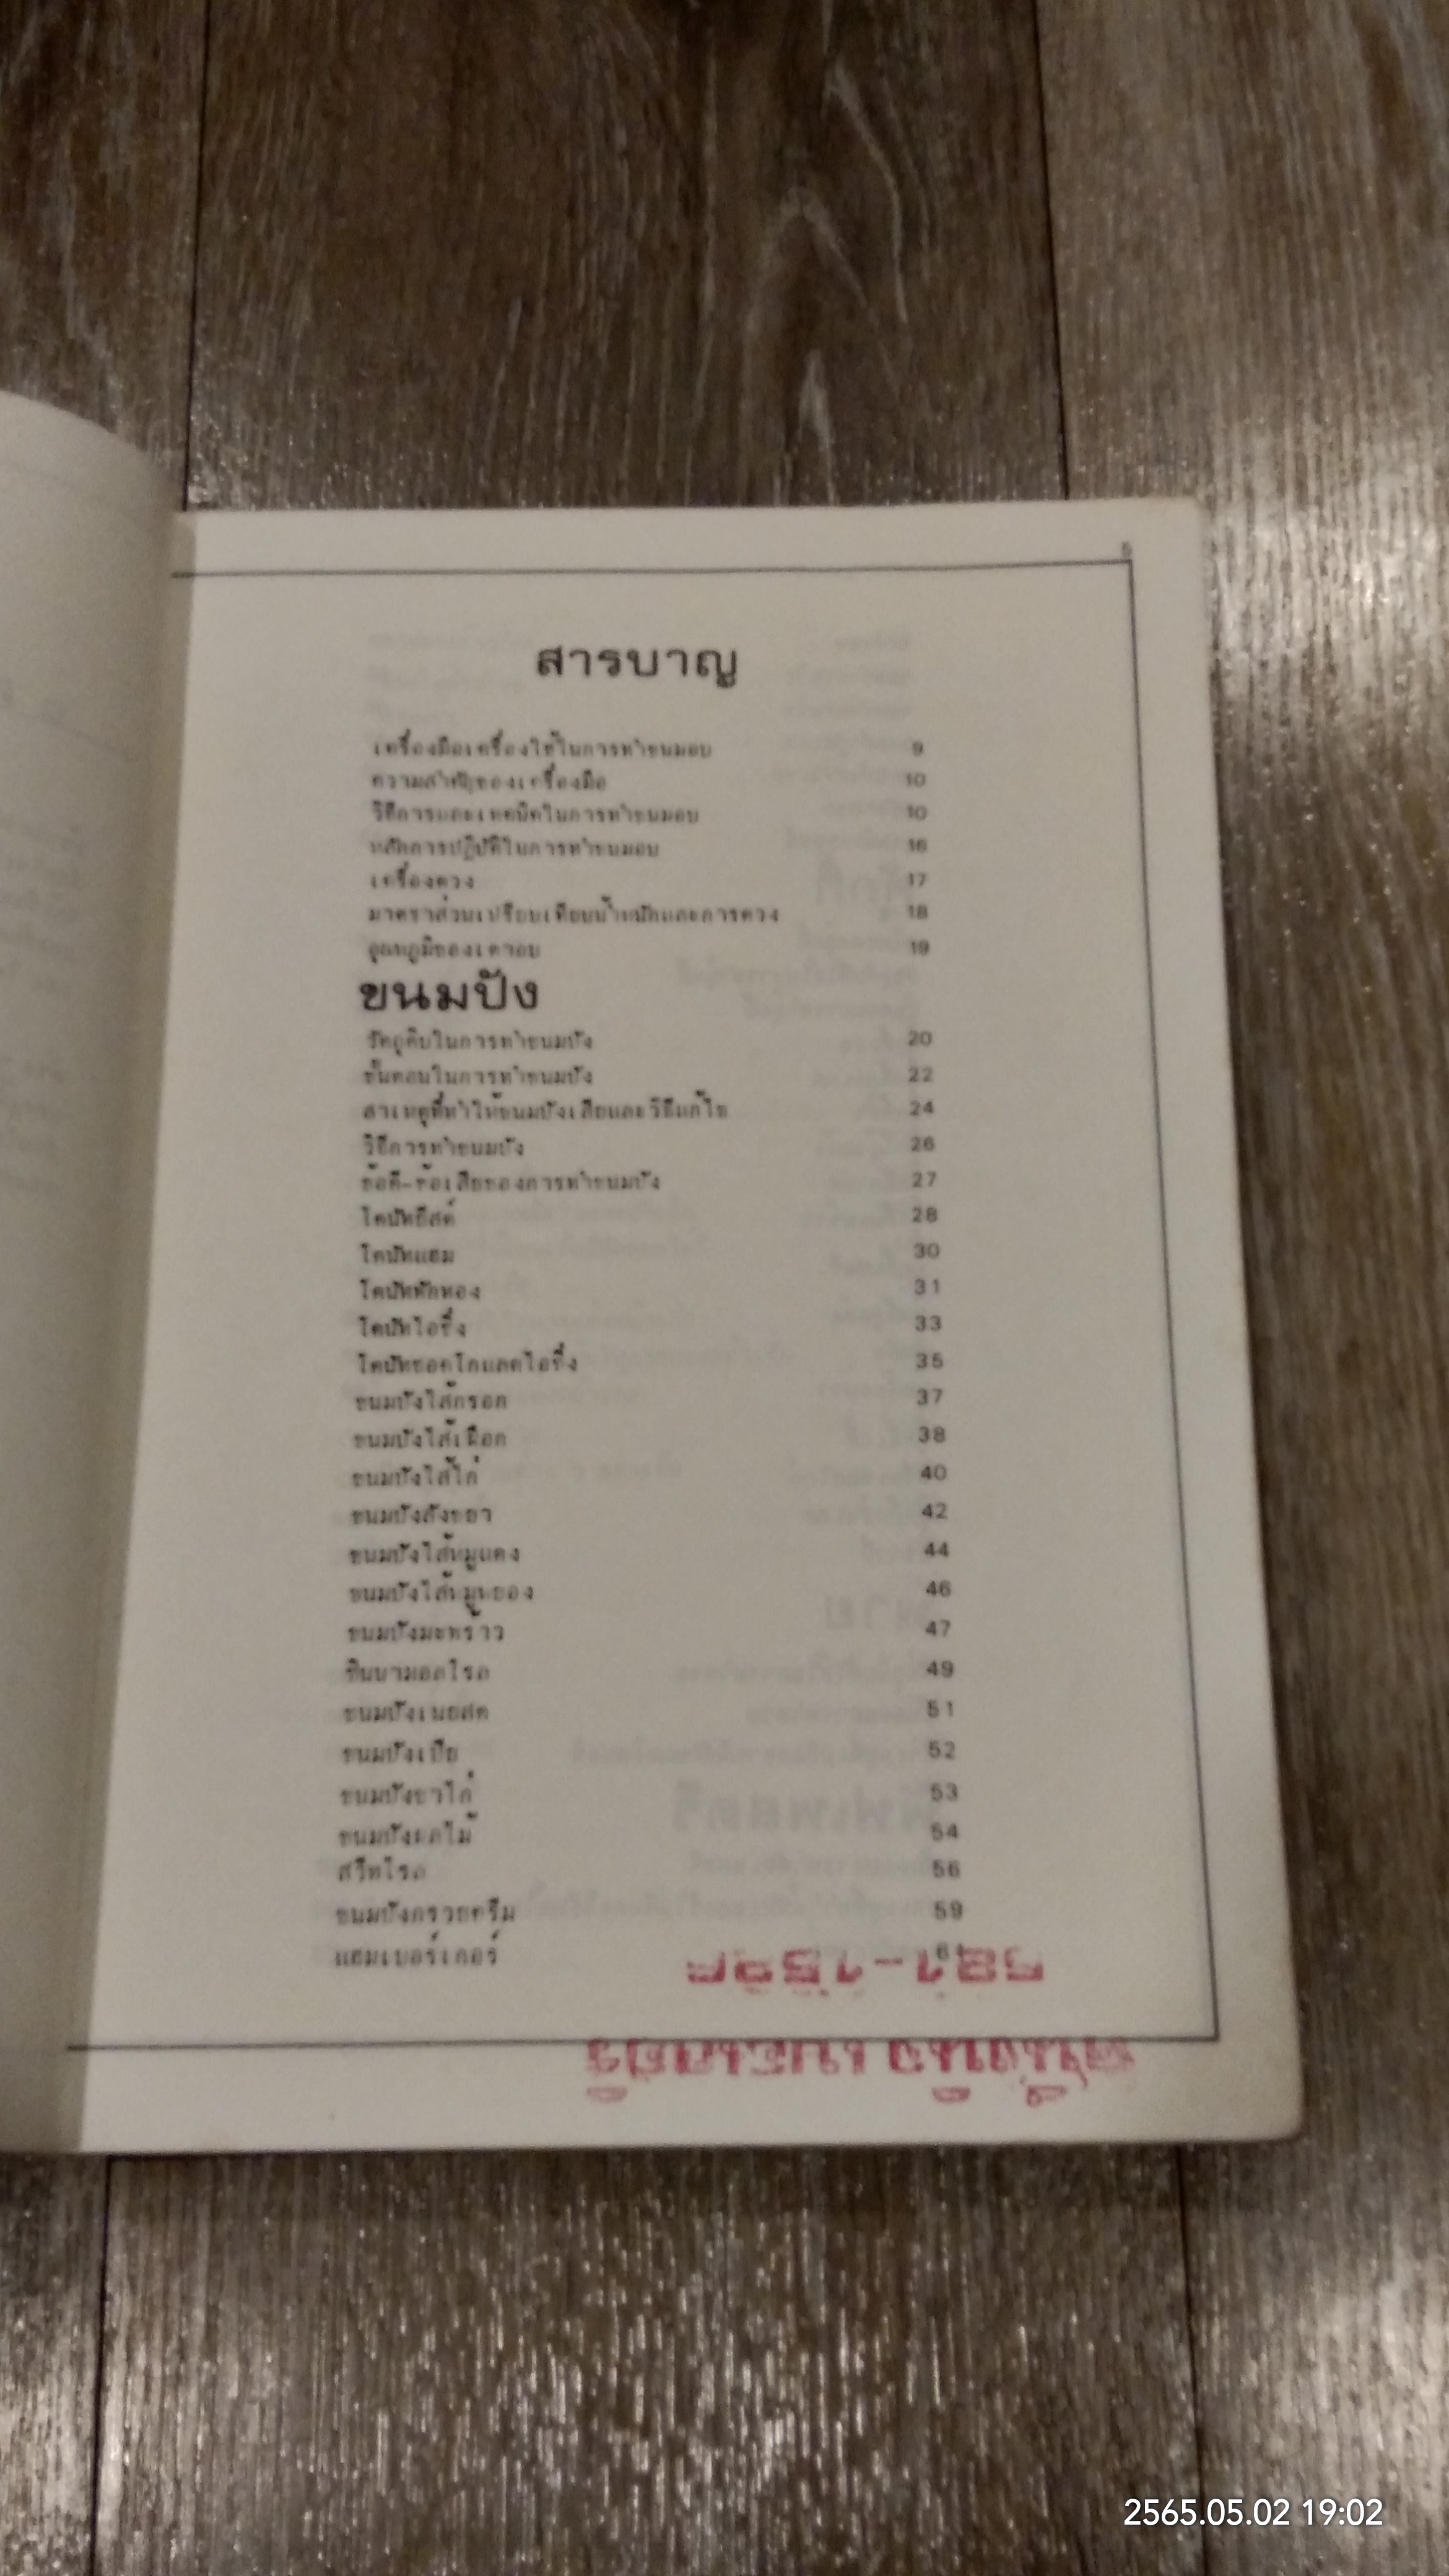 5
สารบาญ
เครื่องมือเครื่องใช้ในการทำขนมอบ 9
ความสำคัญของเครื่องมือ 10
วิธีการและเทคนิคในการทำขนมอบ 10
หลักการปฏิบัติในการทำขนมอบ 16
เครื่องตวง 17
มาตราส่วนเปรียบเทียบน้ำหนักและการตวง 18
อุณหภูมิของเตาอบ 19
ขนมปัง
วัตถุดิบในการทำขนมปัง 20
ขั้นตอนในการทำขนมปัง 22
สาเหตุที่ทำให้ขนมปังเสียและวิธีแก้ไข 24
วิธีการทำขนมปัง 26
ข้อดี-ข้อเสียของการทำขนมปัง 27
โดนัทยีสต์ 28
โดนัทแฮม 30
โดนัทฟักทอง 31
โดนัทไอซิ่ง 33
โดนัทชอคโกแลตไอซิ่ง 35
ขนมปังไส้กรอก 37
ขนมปังไส้เผือก 38
ขนมปังไส้ไก่ 40
ขนมปังสังขยา 42
ขนมปังไส้หมูแดง 44
ขนมปังไส้หมูหยอง 46
ขนมปังมะพร้าว 47
ซินนามอลโรล 49
ขนมปังเนยสด 51
ขนมปังเปีย 52
ขนมปังขาไก่ 53
ขนมปังผลไม้ 54
สวีทโรล 56
ขนมปังกรวยครีม 59
แฮมเบอร์เกอร์
2565.05.02 19:02